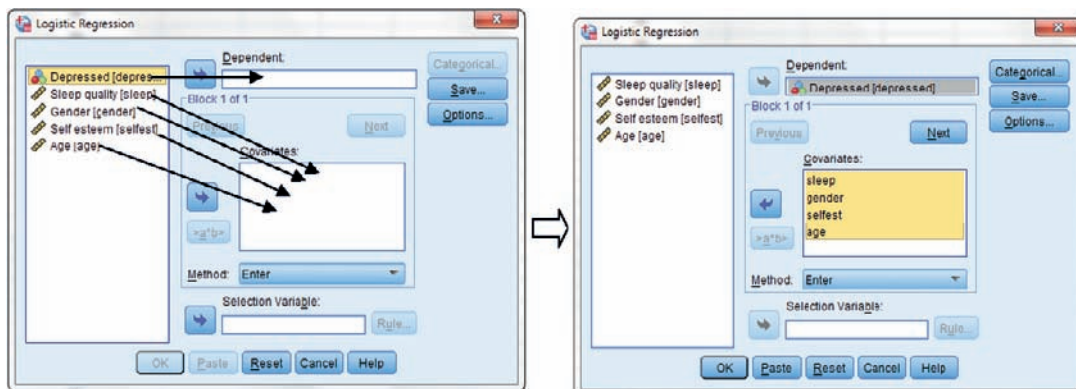 Logistic Regression
Depressed [depres...
Sleep quality [sleep]
Gender [gender]
Self esteem [selfest]
Age [age]
Dependent:
Block 1 of 1
Previous
Next
Covariates:
>a*b>
Method: Enter
Selection Variable:
Rule...
Categorical...
Save...
Options...
OK Paste Reset Cancel Help
Logistic Regression
Sleep quality [sleep]
Gender [gender]
Self esteem [selfest]
Age [age]
Dependent:
Depressed [depressed]
Block 1 of 1
Previous
Next
Covariates:
sleep
gender
selfest
age
>a*b>
Method: Enter
Selection Variable:
Rule...
Categorical...
Save...
Options...
OK Paste Reset Cancel Help